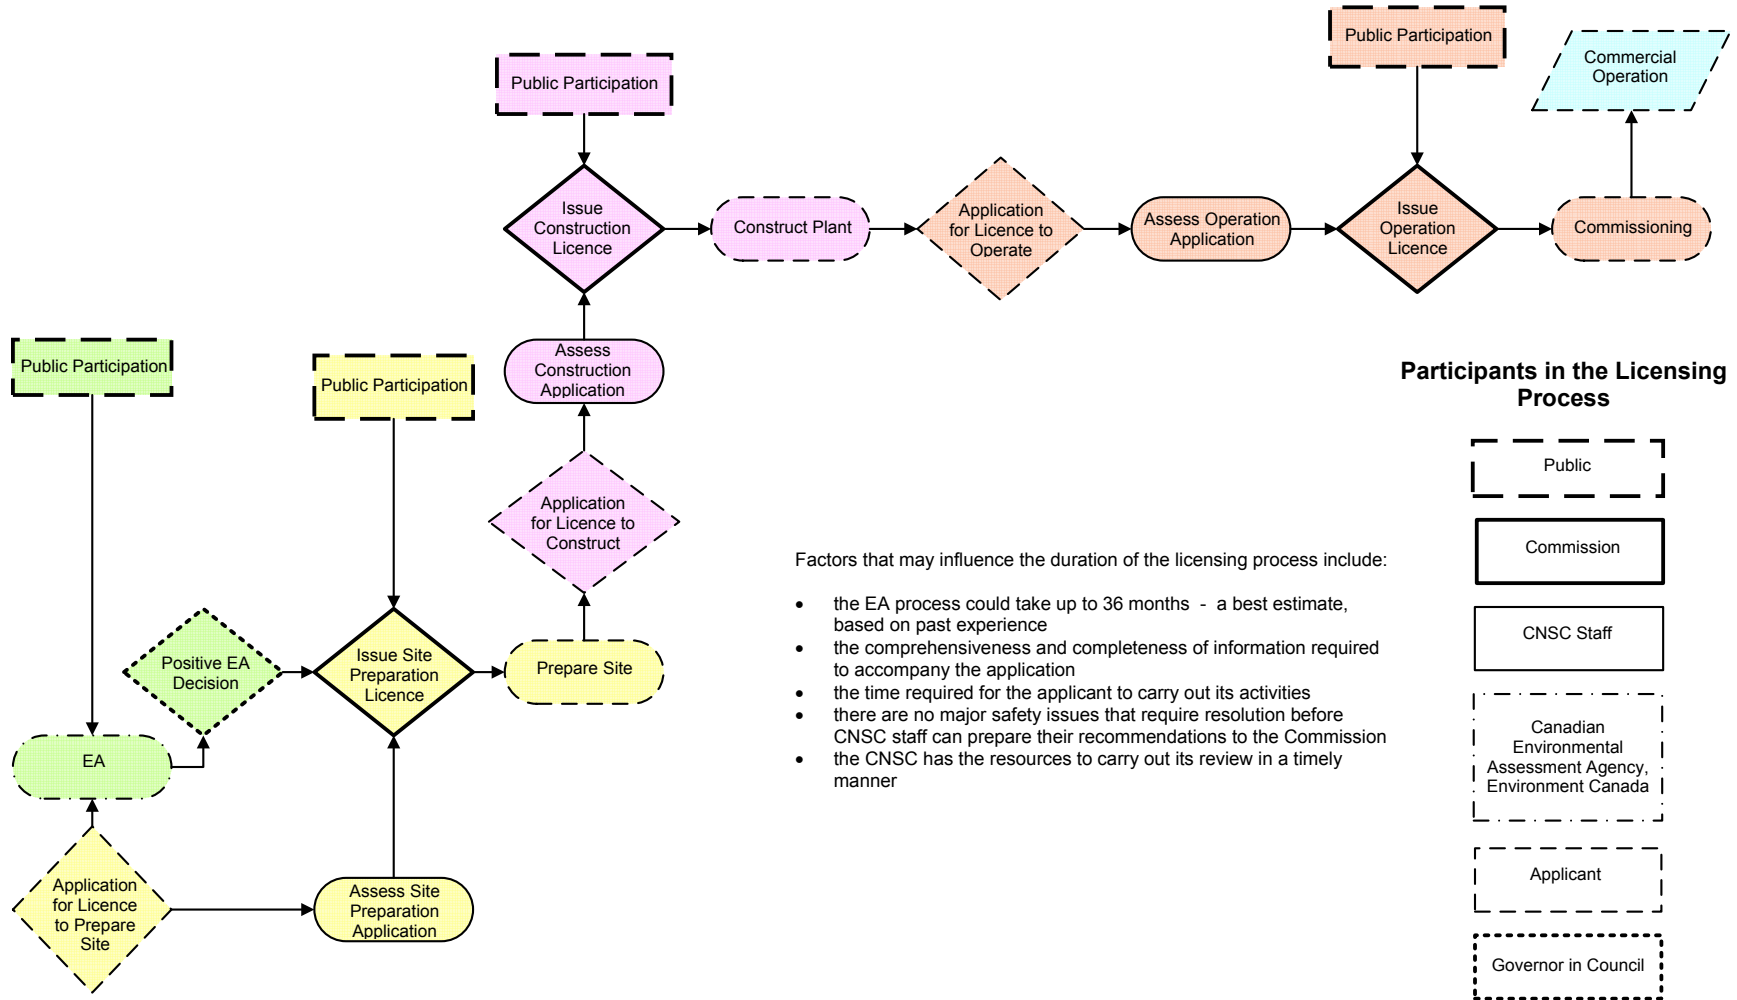 Public Participation
Commercial
Operation
Public Participation
Issue
Construction
Licence
Construct Plant
Application
for Licence to
Operate
Assess Operation
Application
Issue
Operation
Licence
Commissioning
Public Participation
Public Participation
Assess
Construction
Application
Participants in the Licensing
Process
Public
Application
for Licence to
Construct
Commission
Factors that may influence the duration of the licensing process include:
• the EA process could take up to 36 months - a best estimate,
based on past experience
• the comprehensiveness and completeness of information required
to accompany the application
• the time required for the applicant to carry out its activities
• there are no major safety issues that require resolution before
CNSC staff can prepare their recommendations to the Commission
• the CNSC has the resources to carry out its review in a timely
manner
CNSC Staff
Positive EA
Decision
Issue Site
Preparation
Licence
Prepare Site
Canadian
Environmental
Assessment Agency,
Environment Canada
EA
Application
for Licence
to Prepare
Site
Assess Site
Preparation
Application
Applicant
Governor in Council